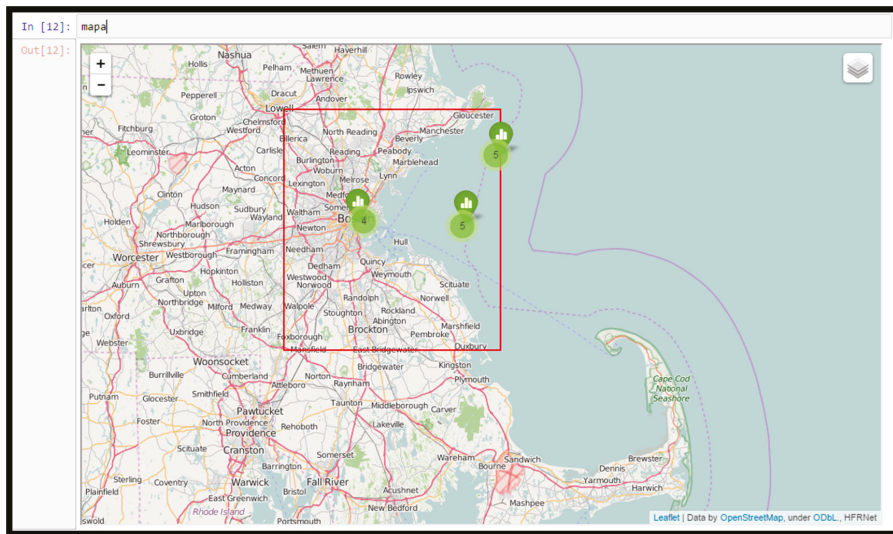 In [12]: mapa
Out[12]:
+
−
Salem Haverhill
Nashua
Hollis Pelham Methuen
Lawrence Rowley
Pepperell Dracut Andover Ipswich
Lowell
Groton Chelmsford Gloucester
Fitchburg Westford Billerica North Reading Manchester
Beverly
Leominster Carlisle Reading Peabody
Burlington Marblehead
Acton Woburn
Concord Melrose Lynn
Lexington
Clinton Maynard
Hudson Sudbury Waltham
Holden Wayland
Marlborough Newton
Northborough
Shrewsbury Framingham Needham Hull
Worcester Westborough
Hopkinton Dedham Quincy
Auburn Grafton Westwood Weymouth
Upton Holliston Norwood Scituate
Northbridge Milford Medway Walpole Randolph Norwell
Oxford Stoughton Rockland
Abington
Uxbridge Franklin Foxborough Brockton Marshfield
Webster Pembroke
Mansfield East Bridgewater Duxbury
Woonsocket Bridgewater Kingston
Burrillville Cumberland Norton Raynham Plymouth
Attleboro
Putnam Glocester Smithfield Taunton Middleborough Carver
Pawtucket
Foster North Providence Rehoboth Lakeville
Providence
Scituate Cranston Somerset Wareham Sandwich
Barrington Bourne
Sterling Coventry Warwick Fall River
Plainfield Bristol Acushnet
East Greenwich
New Bedford
Rhode Island
Portsmouth
Cape Cod
National
Seashore
Brewster
Dennis
Yarmouth Harwich
Mashpee
5
4
5
Leaflet | Data by OpenStreetMap, under ODbL., HFRNet